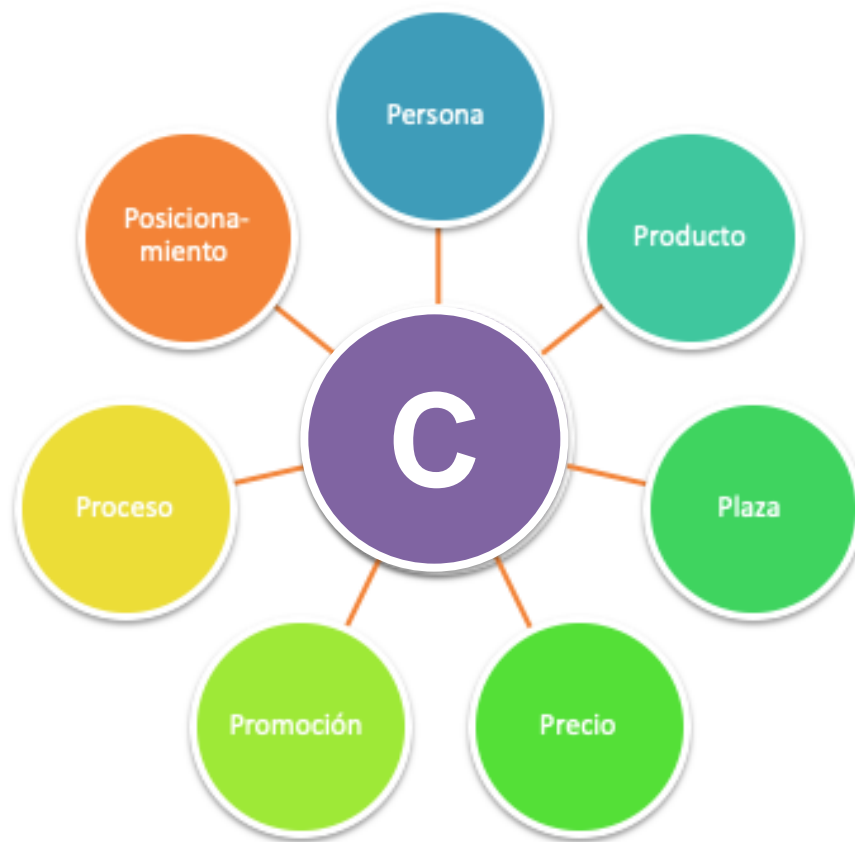 Persona
Producto
Plaza
Precio
Promoción
Proceso
Posiciona-
miento
C